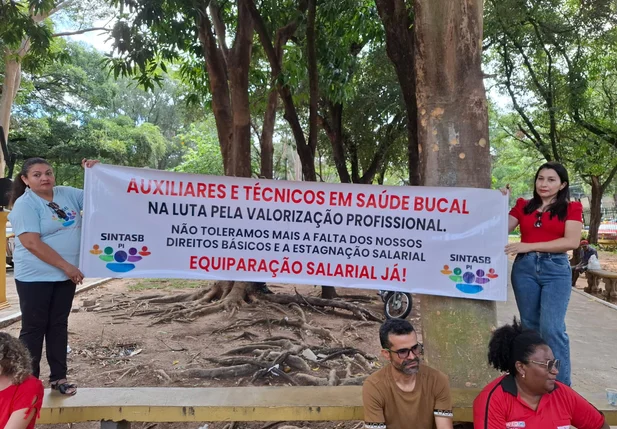 AUXILIARES E TÉCNICOS EM SAÚDE BUCAL
NA LUTA PELA VALORIZAÇÃO PROFISSIONAL.
NÃO TOLERAMOS MAIS A FALTA DOS NOSSOS
DIREITOS BÁSICOS E A ESTAGNAÇÃO SALARIAL
EQUIPARAÇÃO SALARIAL JÁ!
SINTASB
PI
SINTASB
PI